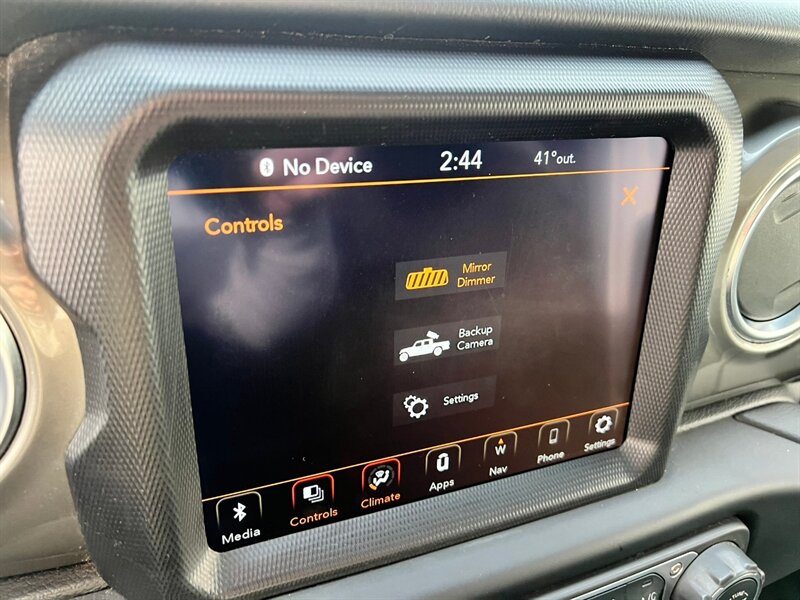 No Device 2:44 41° out.
Controls X
Mirror
Dimmer
Backup
Camera
Settings
Media Controls Climate Apps W Nav Phone Settings
A/C